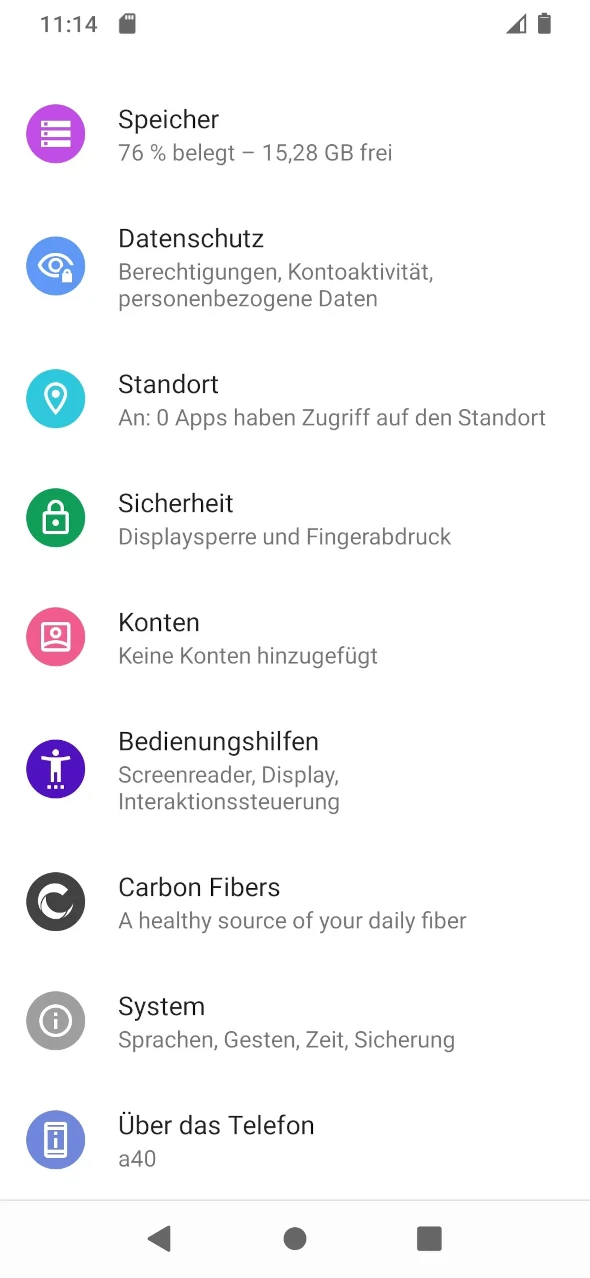 11:14
Speicher
76 % belegt – 15,28 GB frei
Datenschutz
Berechtigungen, Kontoaktivität,
personenbezogene Daten
Standort
An: 0 Apps haben Zugriff auf den Standort
Sicherheit
Displaysperre und Fingerabdruck
Konten
Keine Konten hinzugefügt
Bedienungshilfen
Screenreader, Display,
Interaktionssteuerung
Carbon Fibers
A healthy source of your daily fiber
System
Sprachen, Gesten, Zeit, Sicherung
Über das Telefon
a40